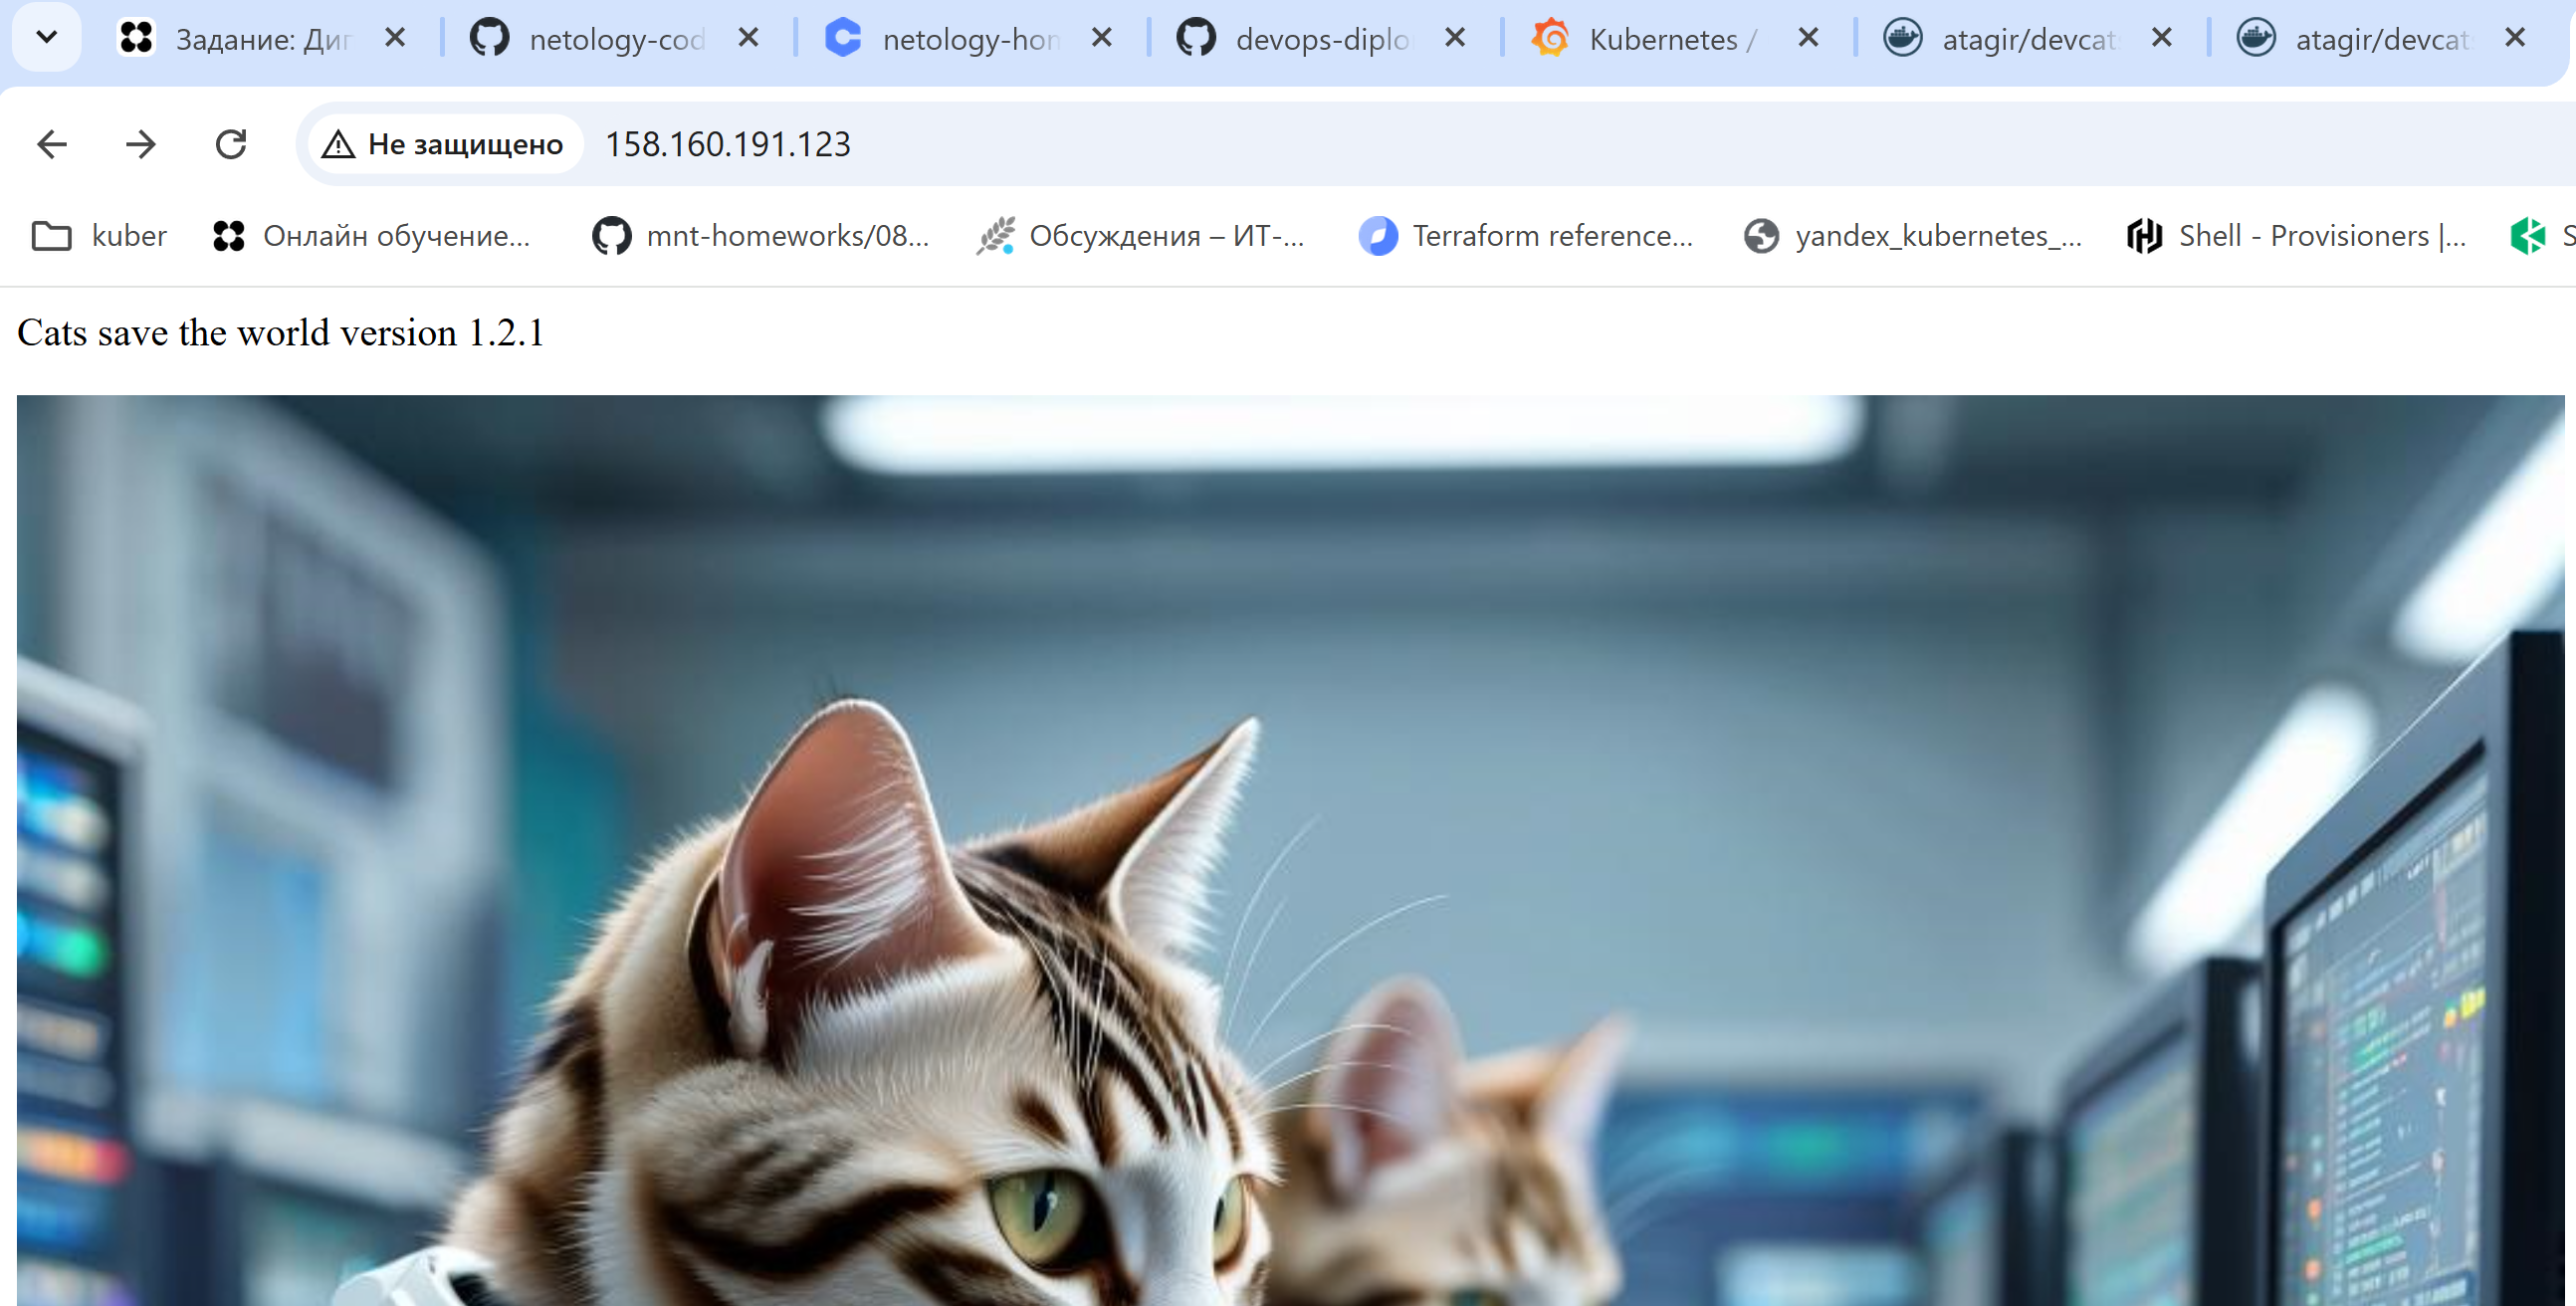 Задание: Дип
netology-cod
netology-hom
devops-diplo
Kubernetes /
atagir/devcat
atagir/devcat
Не защищено
158.160.191.123
kuber
Онлайн обучение...
mnt-homeworks/08...
Обсуждения – ИТ-...
Terraform reference...
yandex_kubernetes_...
Shell - Provisioners |...
S
Cats save the world version 1.2.1